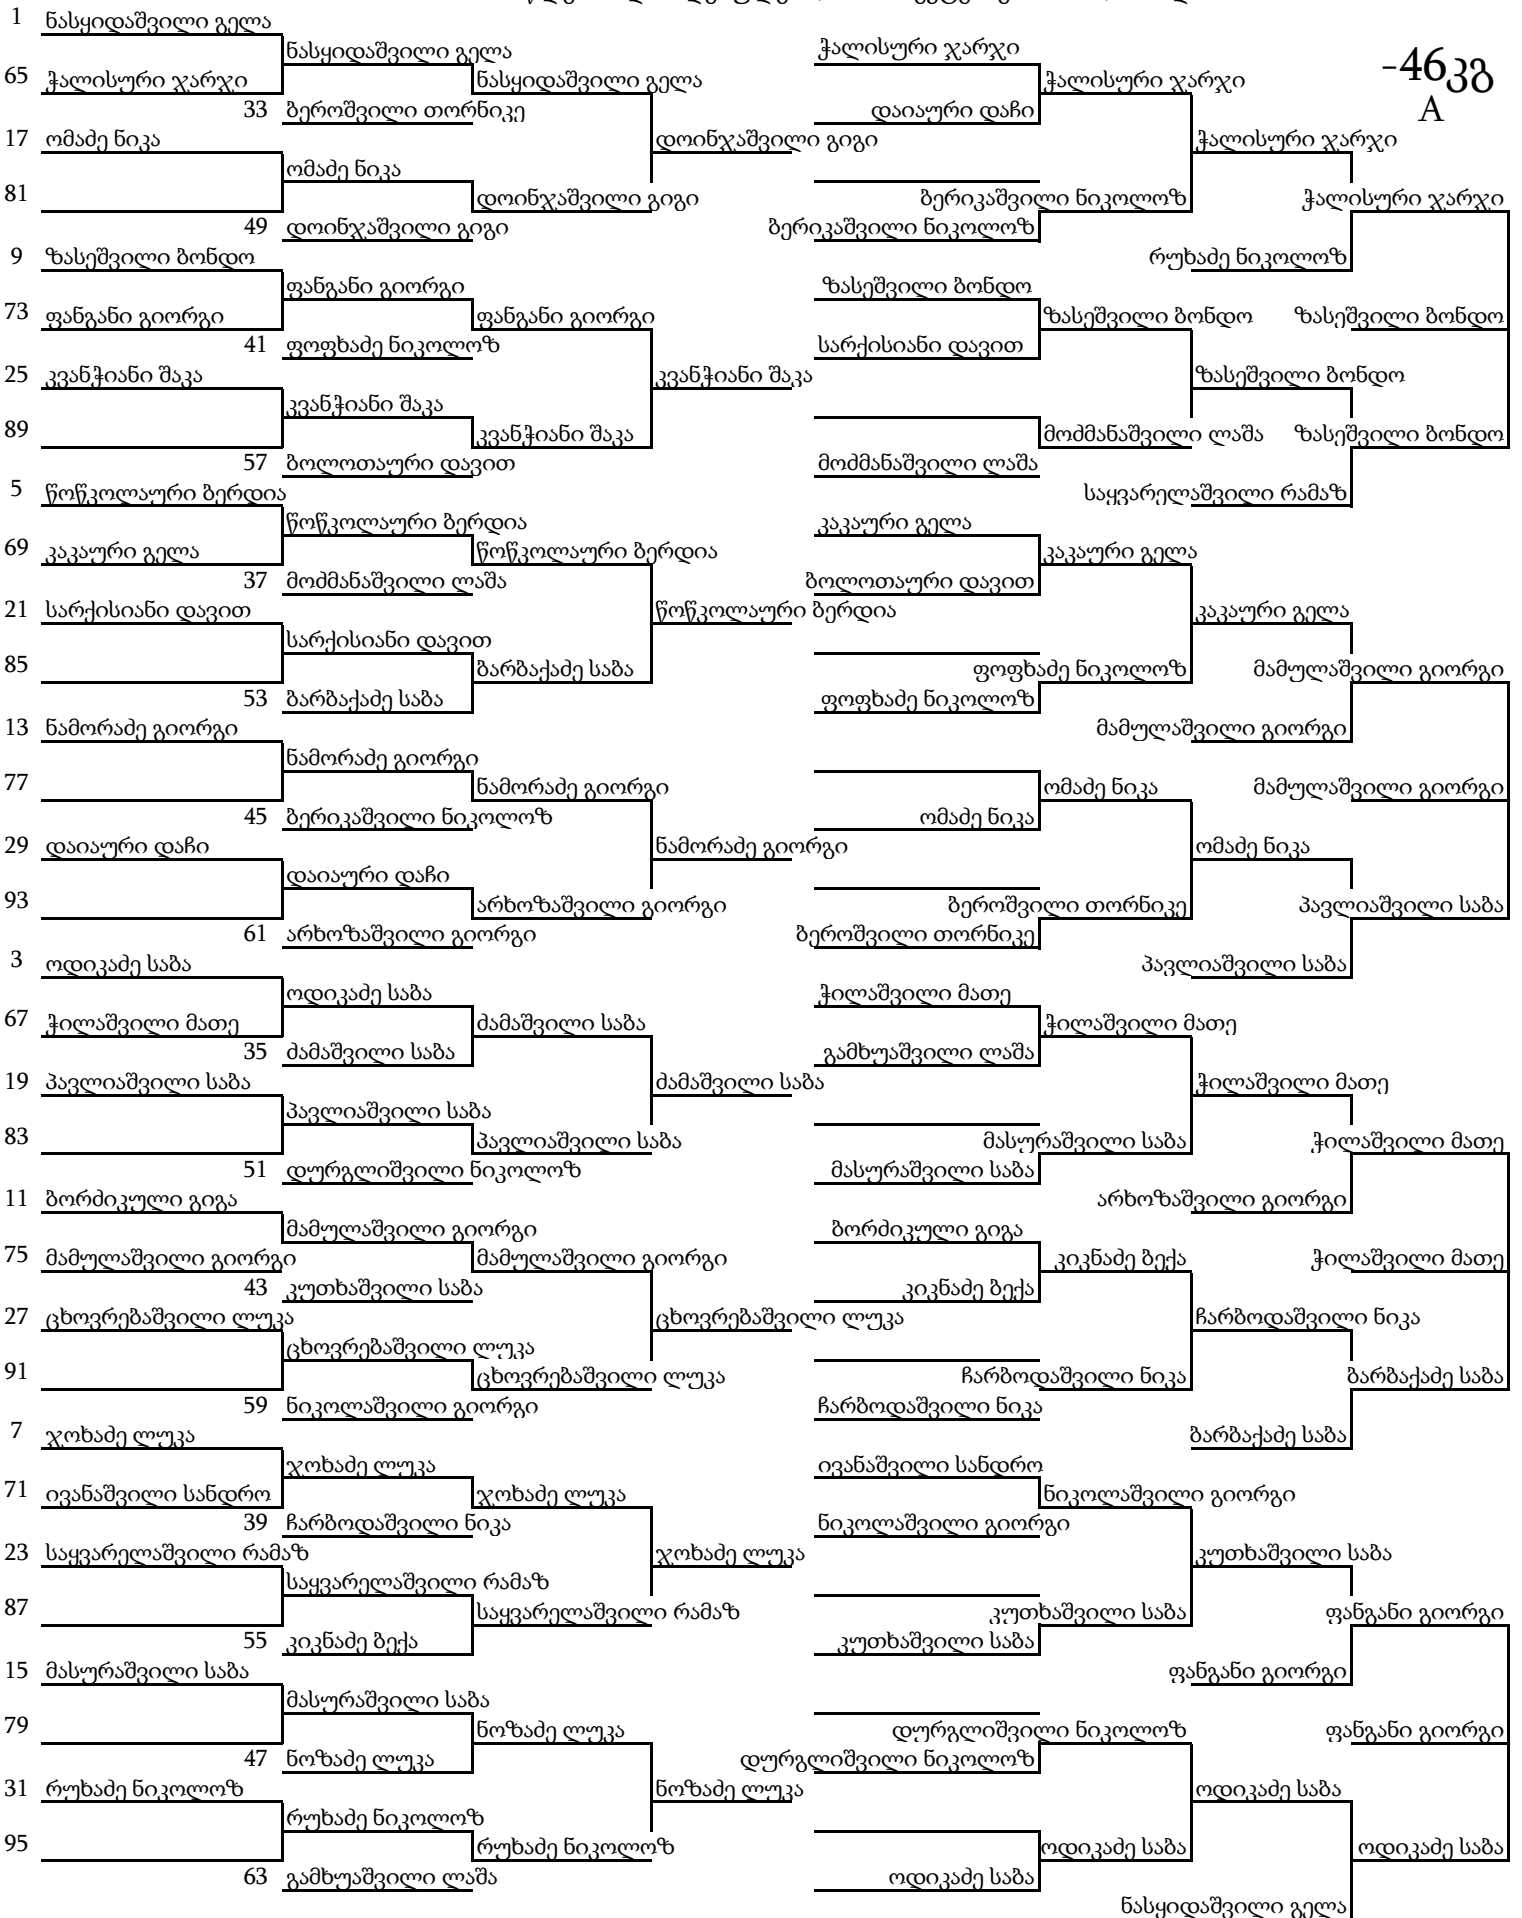 1 ნასყიდაშვილი გელა
ნასყიდაშვილი გელა ჭალისური ჯარჯი
65 ჭალისური ჯარჯი ნასყიდაშვილი გელა ჭალისური ჯარჯი -46კგ
33 ბეროშვილი თორნიკე დაიაური დაჩი A
17 ომაძე ნიკა დოინჯაშვილი გიგი ჭალისური ჯარჯი
ომაძე ნიკა
81 დოინჯაშვილი გიგი ბერიკაშვილი ნიკოლოზ ჭალისური ჯარჯი
49 დოინჯაშვილი გიგი ბერიკაშვილი ნიკოლოზ
9 ზასეშვილი ბონდო რუხაძე ნიკოლოზ
ფანგანი გიორგი ზასეშვილი ბონდო
73 ფანგანი გიორგი ფანგანი გიორგი ზასეშვილი ბონდო ზასეშვილი ბონდო
41 ფოფხაძე ნიკოლოზ სარქისიანი დავით
25 კვანჭიანი შაკა კვანჭიანი შაკა ზასეშვილი ბონდო
კვანჭიანი შაკა
89 კვანჭიანი შაკა მოძმანაშვილი ლაშა ზასეშვილი ბონდო
57 ბოლოთაური დავით მოძმანაშვილი ლაშა
5 წოწკოლაური ბერდია საყვარელაშვილი რამაზ
წოწკოლაური ბერდია კაკაური გელა
69 კაკაური გელა წოწკოლაური ბერდია კაკაური გელა
37 მოძმანაშვილი ლაშა ბოლოთაური დავით
21 სარქისიანი დავით წოწკოლაური ბერდია კაკაური გელა
სარქისიანი დავით
85 ბარბაქაძე საბა ფოფხაძე ნიკოლოზ მამულაშვილი გიორგი
53 ბარბაქაძე საბა ფოფხაძე ნიკოლოზ
13 ნამორაძე გიორგი მამულაშვილი გიორგი
ნამორაძე გიორგი
77 ნამორაძე გიორგი ომაძე ნიკა მამულაშვილი გიორგი
45 ბერიკაშვილი ნიკოლოზ ომაძე ნიკა
29 დაიაური დაჩი ნამორაძე გიორგი ომაძე ნიკა
დაიაური დაჩი
93 არხოზაშვილი გიორგი ბეროშვილი თორნიკე პავლიაშვილი საბა
61 არხოზაშვილი გიორგი ბეროშვილი თორნიკე
3 ოდიკაძე საბა პავლიაშვილი საბა
ოდიკაძე საბა ჭილაშვილი მათე
67 ჭილაშვილი მათე ძამაშვილი საბა ჭილაშვილი მათე
35 ძამაშვილი საბა გამხუაშვილი ლაშა
19 პავლიაშვილი საბა ძამაშვილი საბა ჭილაშვილი მათე
პავლიაშვილი საბა
83 პავლიაშვილი საბა მასურაშვილი საბა ჭილაშვილი მათე
51 დურგლიშვილი ნიკოლოზ მასურაშვილი საბა
11 ბორძიკული გიგა არხოზაშვილი გიორგი
მამულაშვილი გიორგი ბორძიკული გიგა
75 მამულაშვილი გიორგი მამულაშვილი გიორგი კიკნაძე ბექა ჭილაშვილი მათე
43 კუთხაშვილი საბა კიკნაძე ბექა
27 ცხოვრებაშვილი ლუკა ცხოვრებაშვილი ლუკა ჩარბოდაშვილი ნიკა
ცხოვრებაშვილი ლუკა
91 ცხოვრებაშვილი ლუკა ჩარბოდაშვილი ნიკა ბარბაქაძე საბა
59 ნიკოლაშვილი გიორგი ჩარბოდაშვილი ნიკა
7 ჯოხაძე ლუკა ბარბაქაძე საბა
ჯოხაძე ლუკა ივანაშვილი სანდრო
71 ივანაშვილი სანდრო ჯოხაძე ლუკა ნიკოლაშვილი გიორგი
39 ჩარბოდაშვილი ნიკა ნიკოლაშვილი გიორგი
23 საყვარელაშვილი რამაზ ჯოხაძე ლუკა კუთხაშვილი საბა
საყვარელაშვილი რამაზ
87 საყვარელაშვილი რამაზ კუთხაშვილი საბა ფანგანი გიორგი
55 კიკნაძე ბექა კუთხაშვილი საბა
15 მასურაშვილი საბა ფანგანი გიორგი
მასურაშვილი საბა
79 ნოზაძე ლუკა დურგლიშვილი ნიკოლოზ ფანგანი გიორგი
47 ნოზაძე ლუკა დურგლიშვილი ნიკოლოზ
31 რუხაძე ნიკოლოზ ნოზაძე ლუკა ოდიკაძე საბა
რუხაძე ნიკოლოზ
95 რუხაძე ნიკოლოზ ოდიკაძე საბა ოდიკაძე საბა
63 გამხუაშვილი ლაშა ოდიკაძე საბა
ნასყიდაშვილი გელა